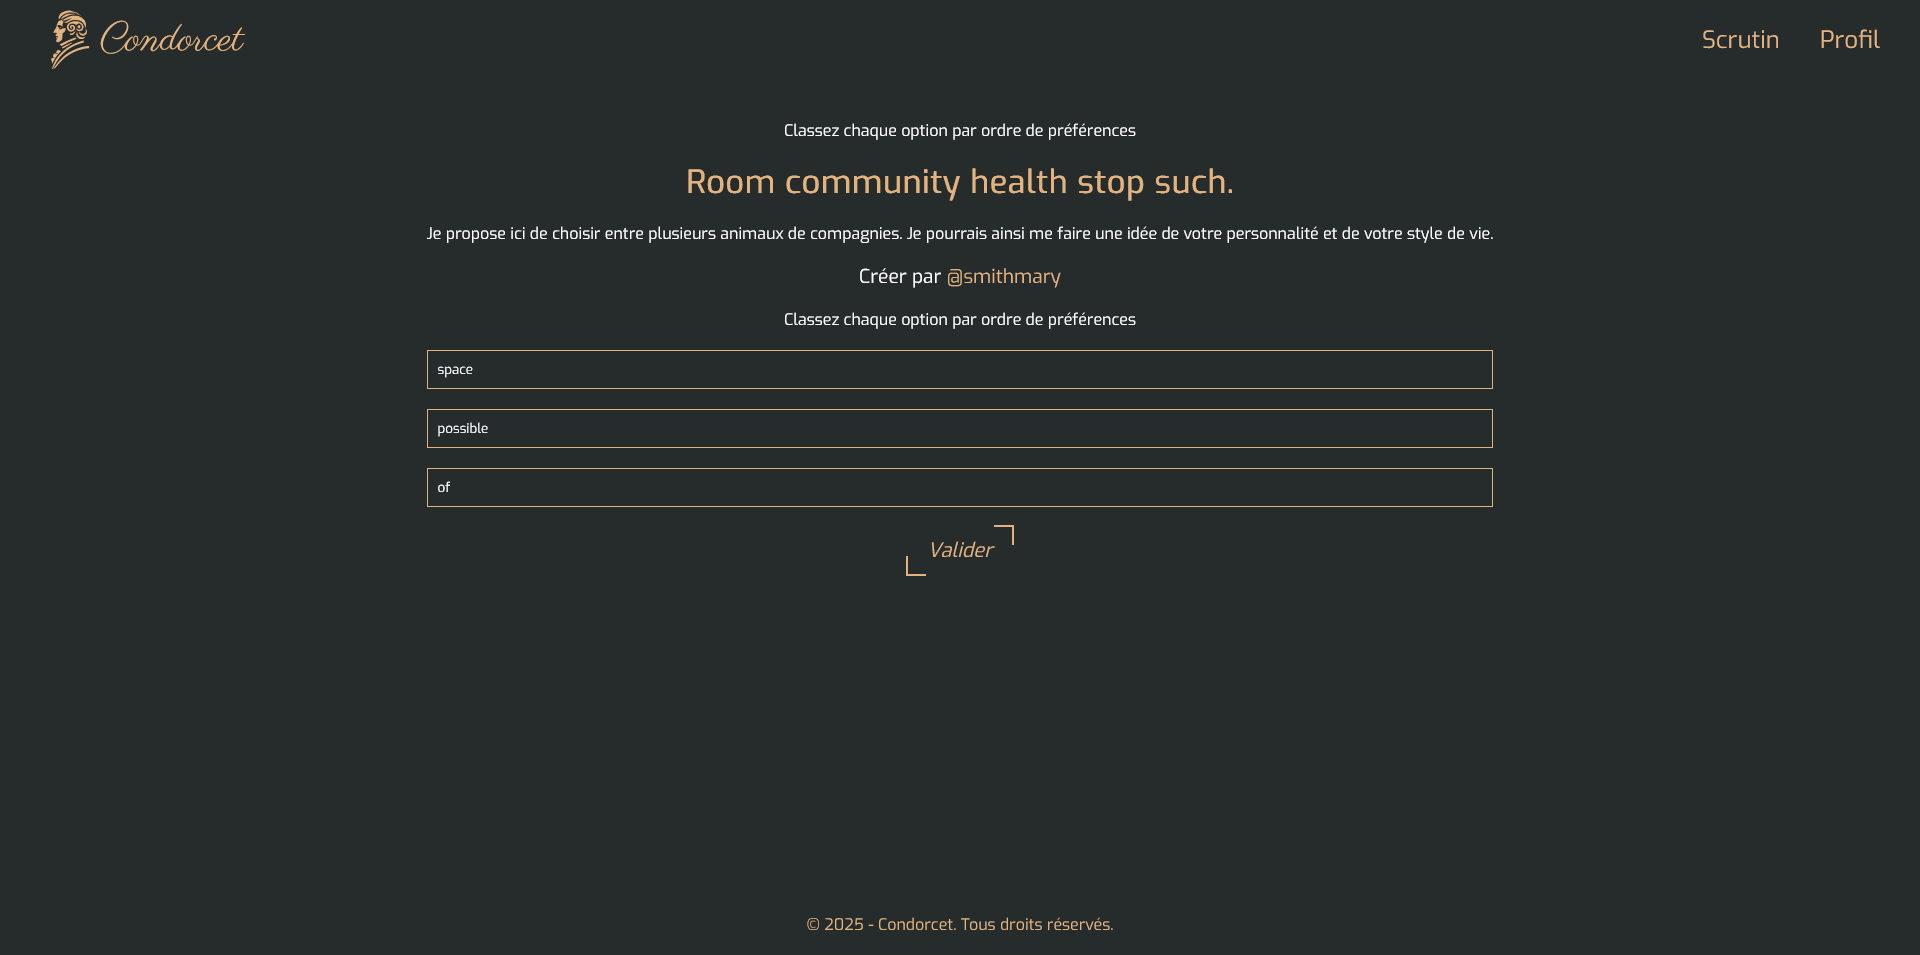 Condorcet
Scrutin Profil
Classez chaque option par ordre de préférences
Room community health stop such.
Je propose ici de choisir entre plusieurs animaux de compagnies. Je pourrais ainsi me faire une idée de votre personnalité et de votre style de vie.
Créer par @smithmary
Classez chaque option par ordre de préférences
space
possible
of
Valider
© 2025 - Condorcet. Tous droits réservés.